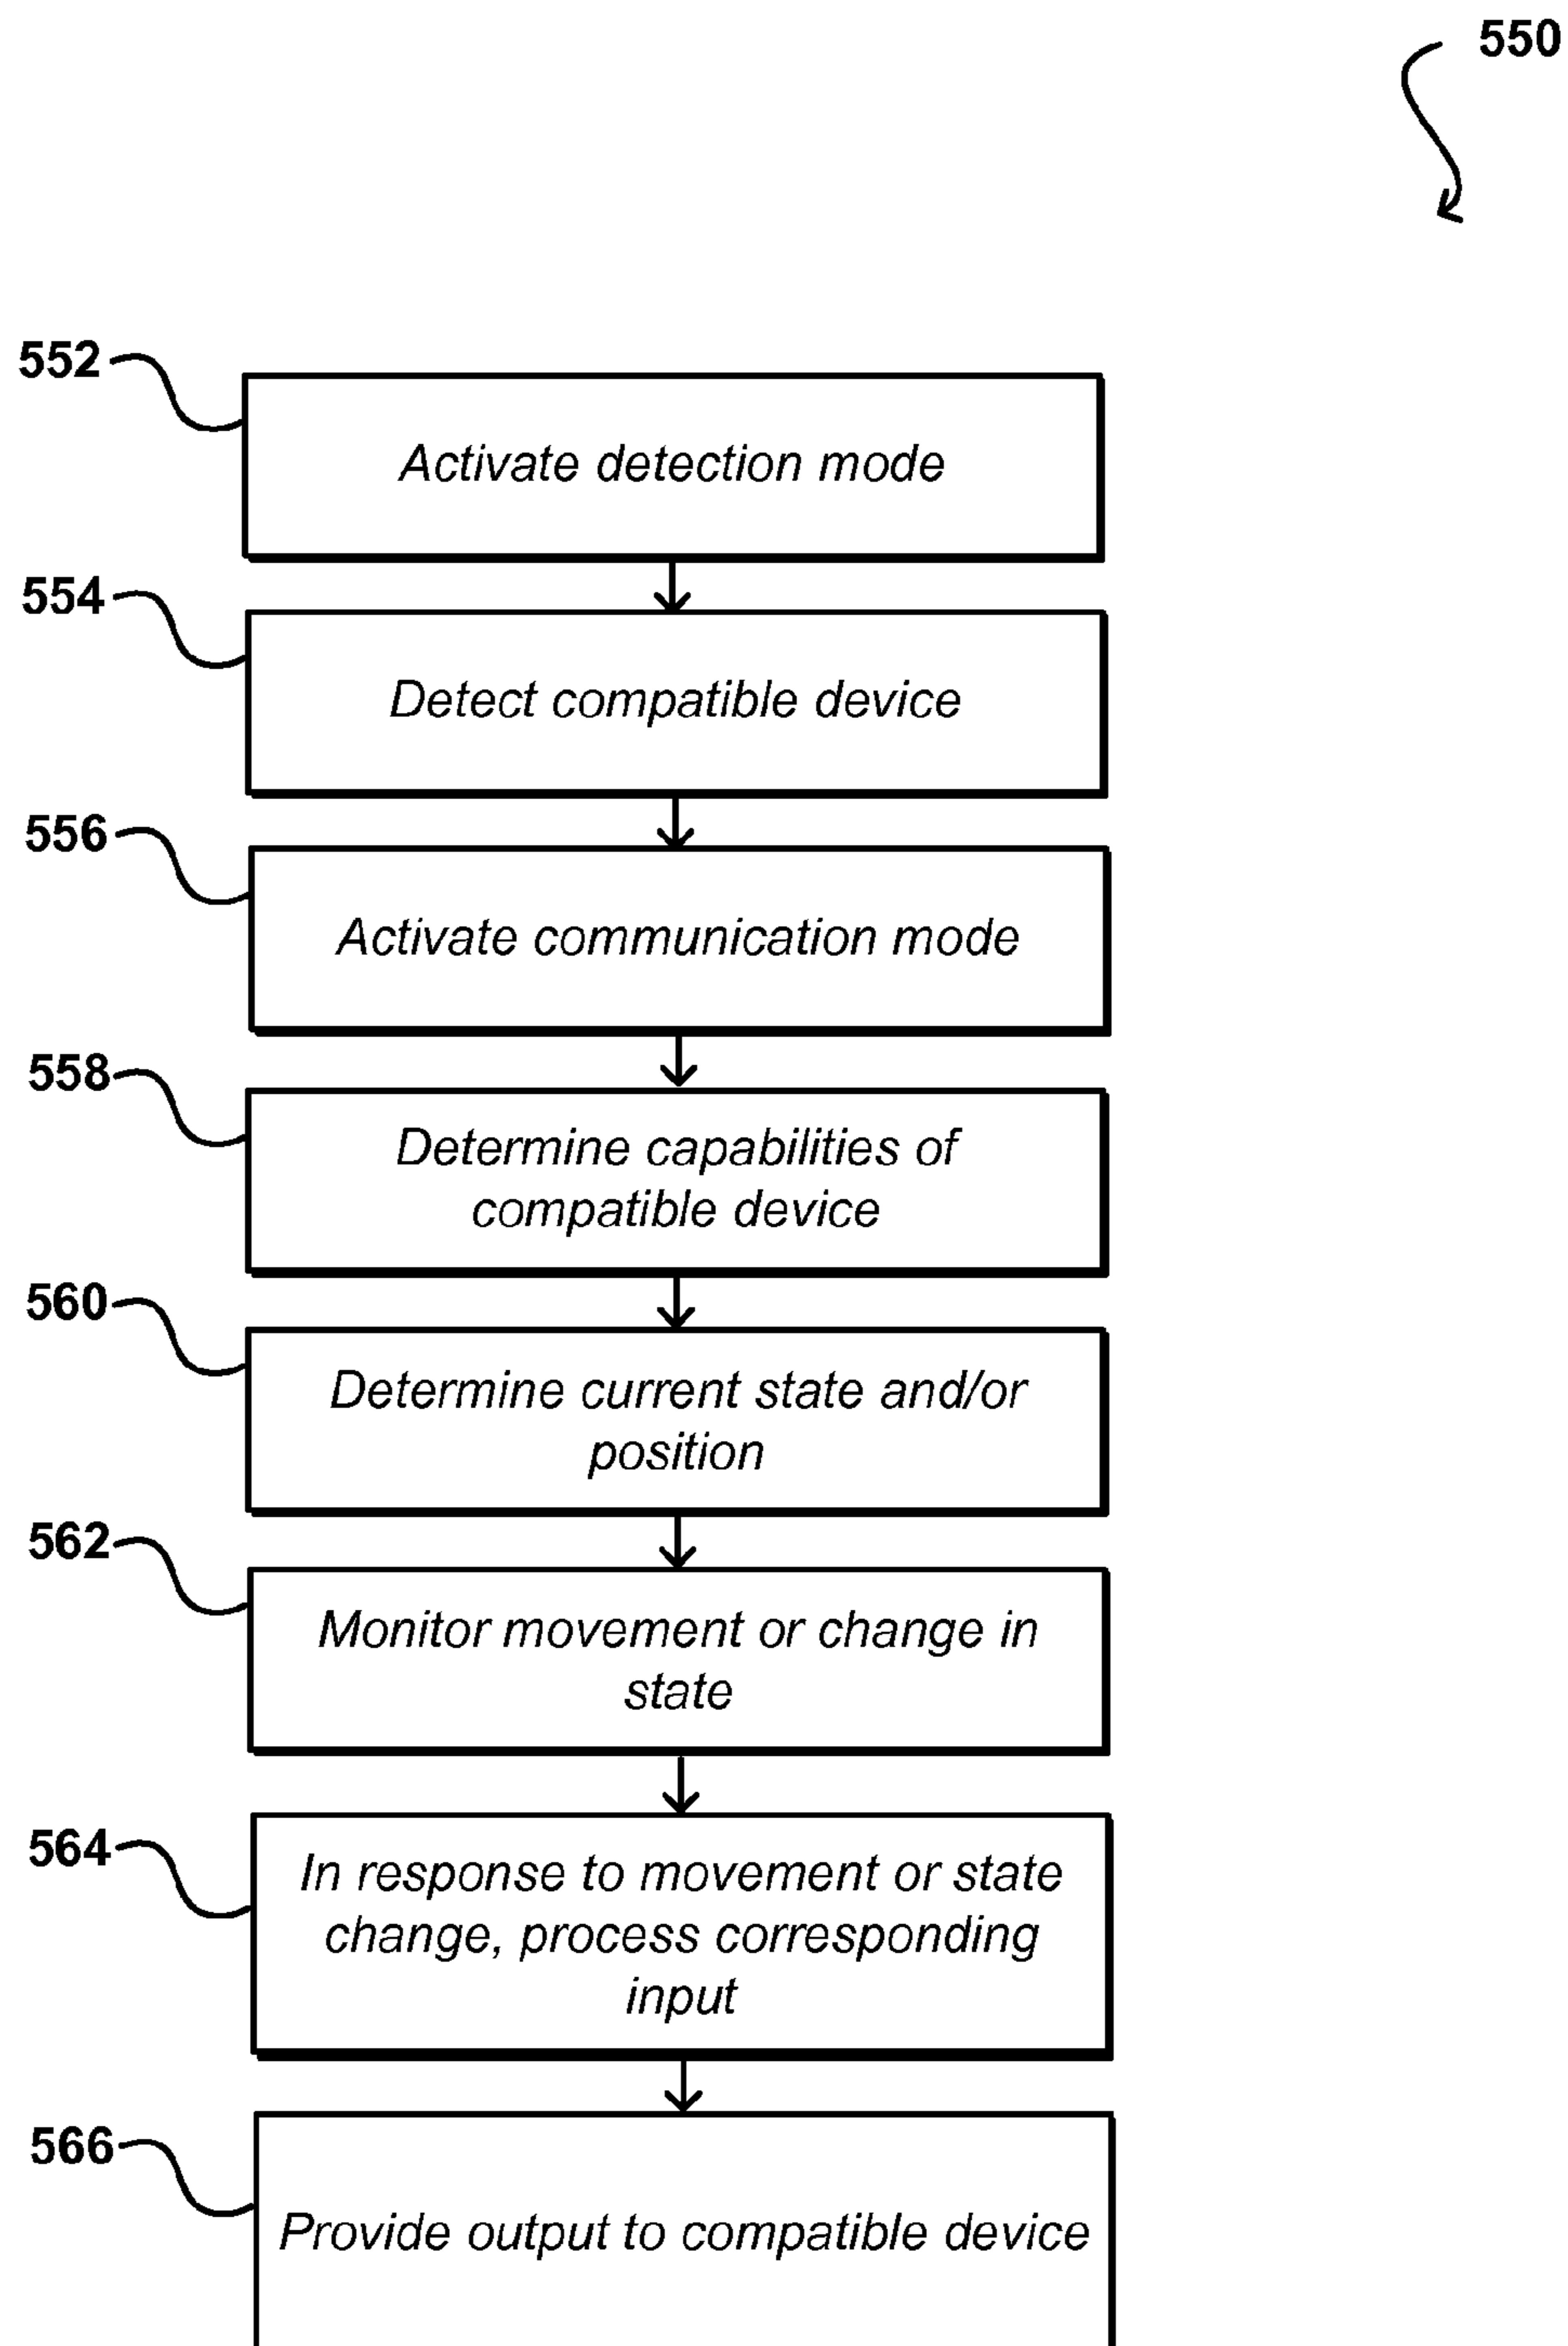 550
552
Activate detection mode
554
Detect compatible device
556
Activate communication mode
558
Determine capabilities of
compatible device
560
Determine current state and/or
position
562
Monitor movement or change in
state
564
In response to movement or state
change, process corresponding
input
566
Provide output to compatible device